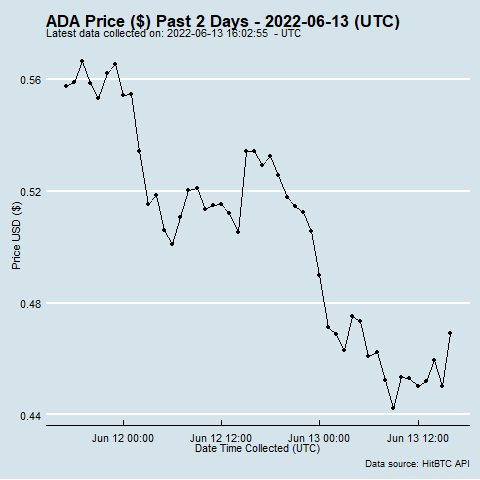 ADA Price ($) Past 2 Days - 2022-06-13 (UTC)
Latest data collected on: 2022-06-13 16:02:55  - UTC
Price USD ($)
0.56
0.52
0.48
0.44
Jun 12 00:00
Jun 12 12:00
Jun 13 00:00
Jun 13 12:00
Date Time Collected (UTC)
Data source: HitBTC API